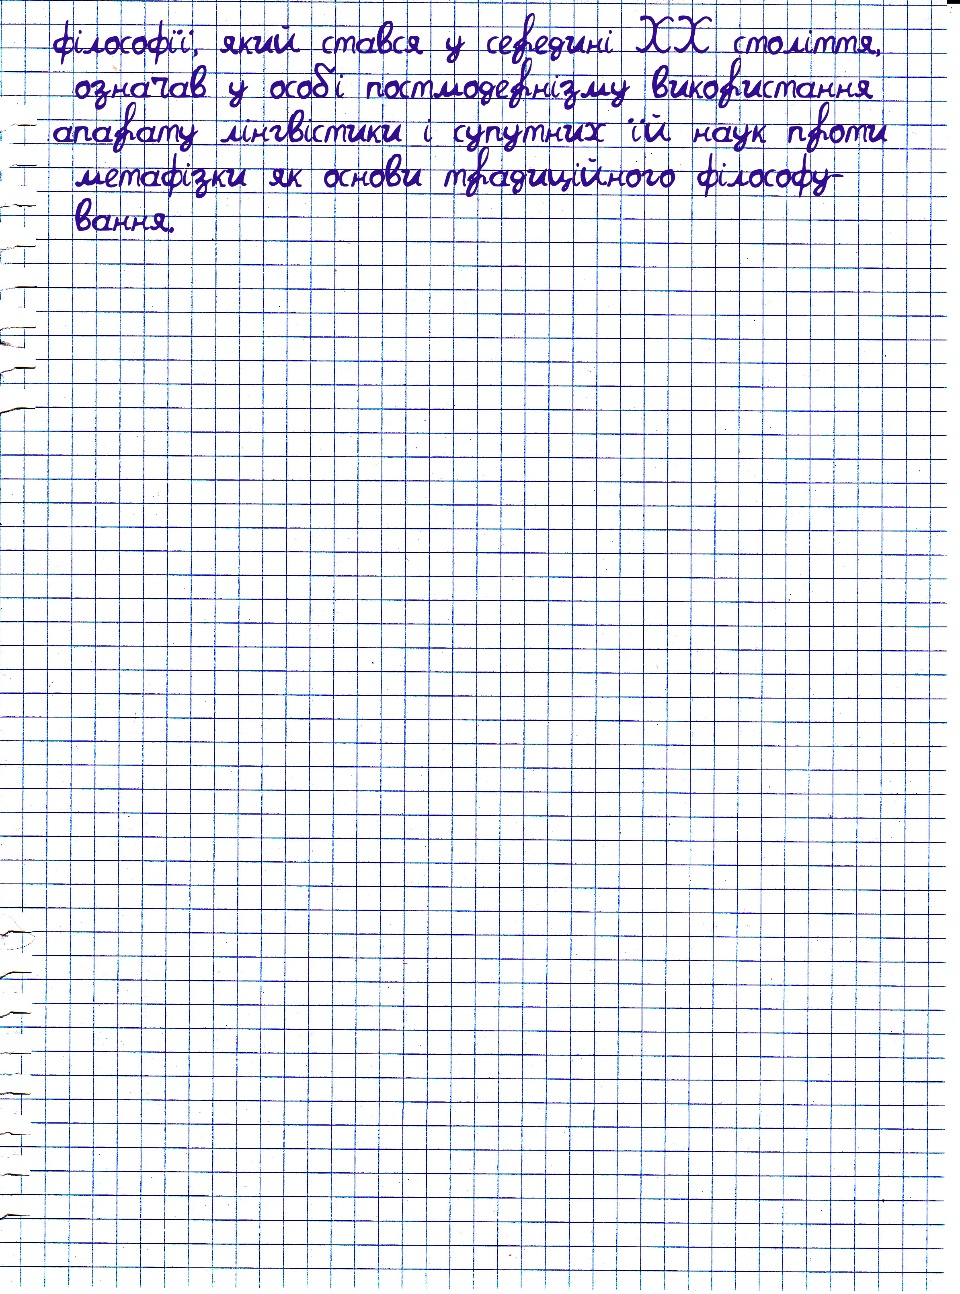 філософії, який стався у середині XX століття,
означав у особі постмодернізму використання
апарату лінгвістики і супутних їй наук проти
метафізки як основи традиційного філософу-
вання.